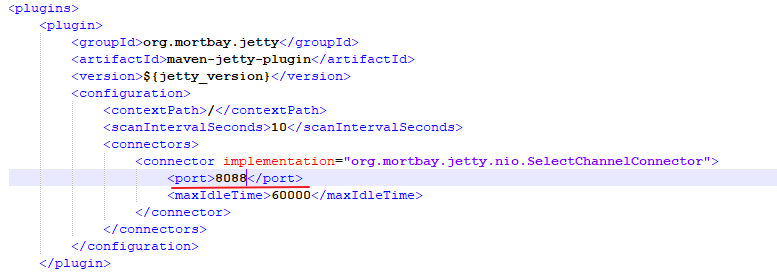 <plugins>
<plugin>
<groupId>org.mortbay.jetty</groupId>
<artifactId>maven-jetty-plugin</artifactId>
<version>${jetty_version}</version>
<configuration>
<contextPath>/</contextPath>
<scanIntervalSeconds>10</scanIntervalSeconds>
<connectors>
<connector implementation="org.mortbay.jetty.nio.SelectChannelConnector">
<port>8088</port>
<maxIdleTime>60000</maxIdleTime>
</connector>
</connectors>
</configuration>
</plugin>